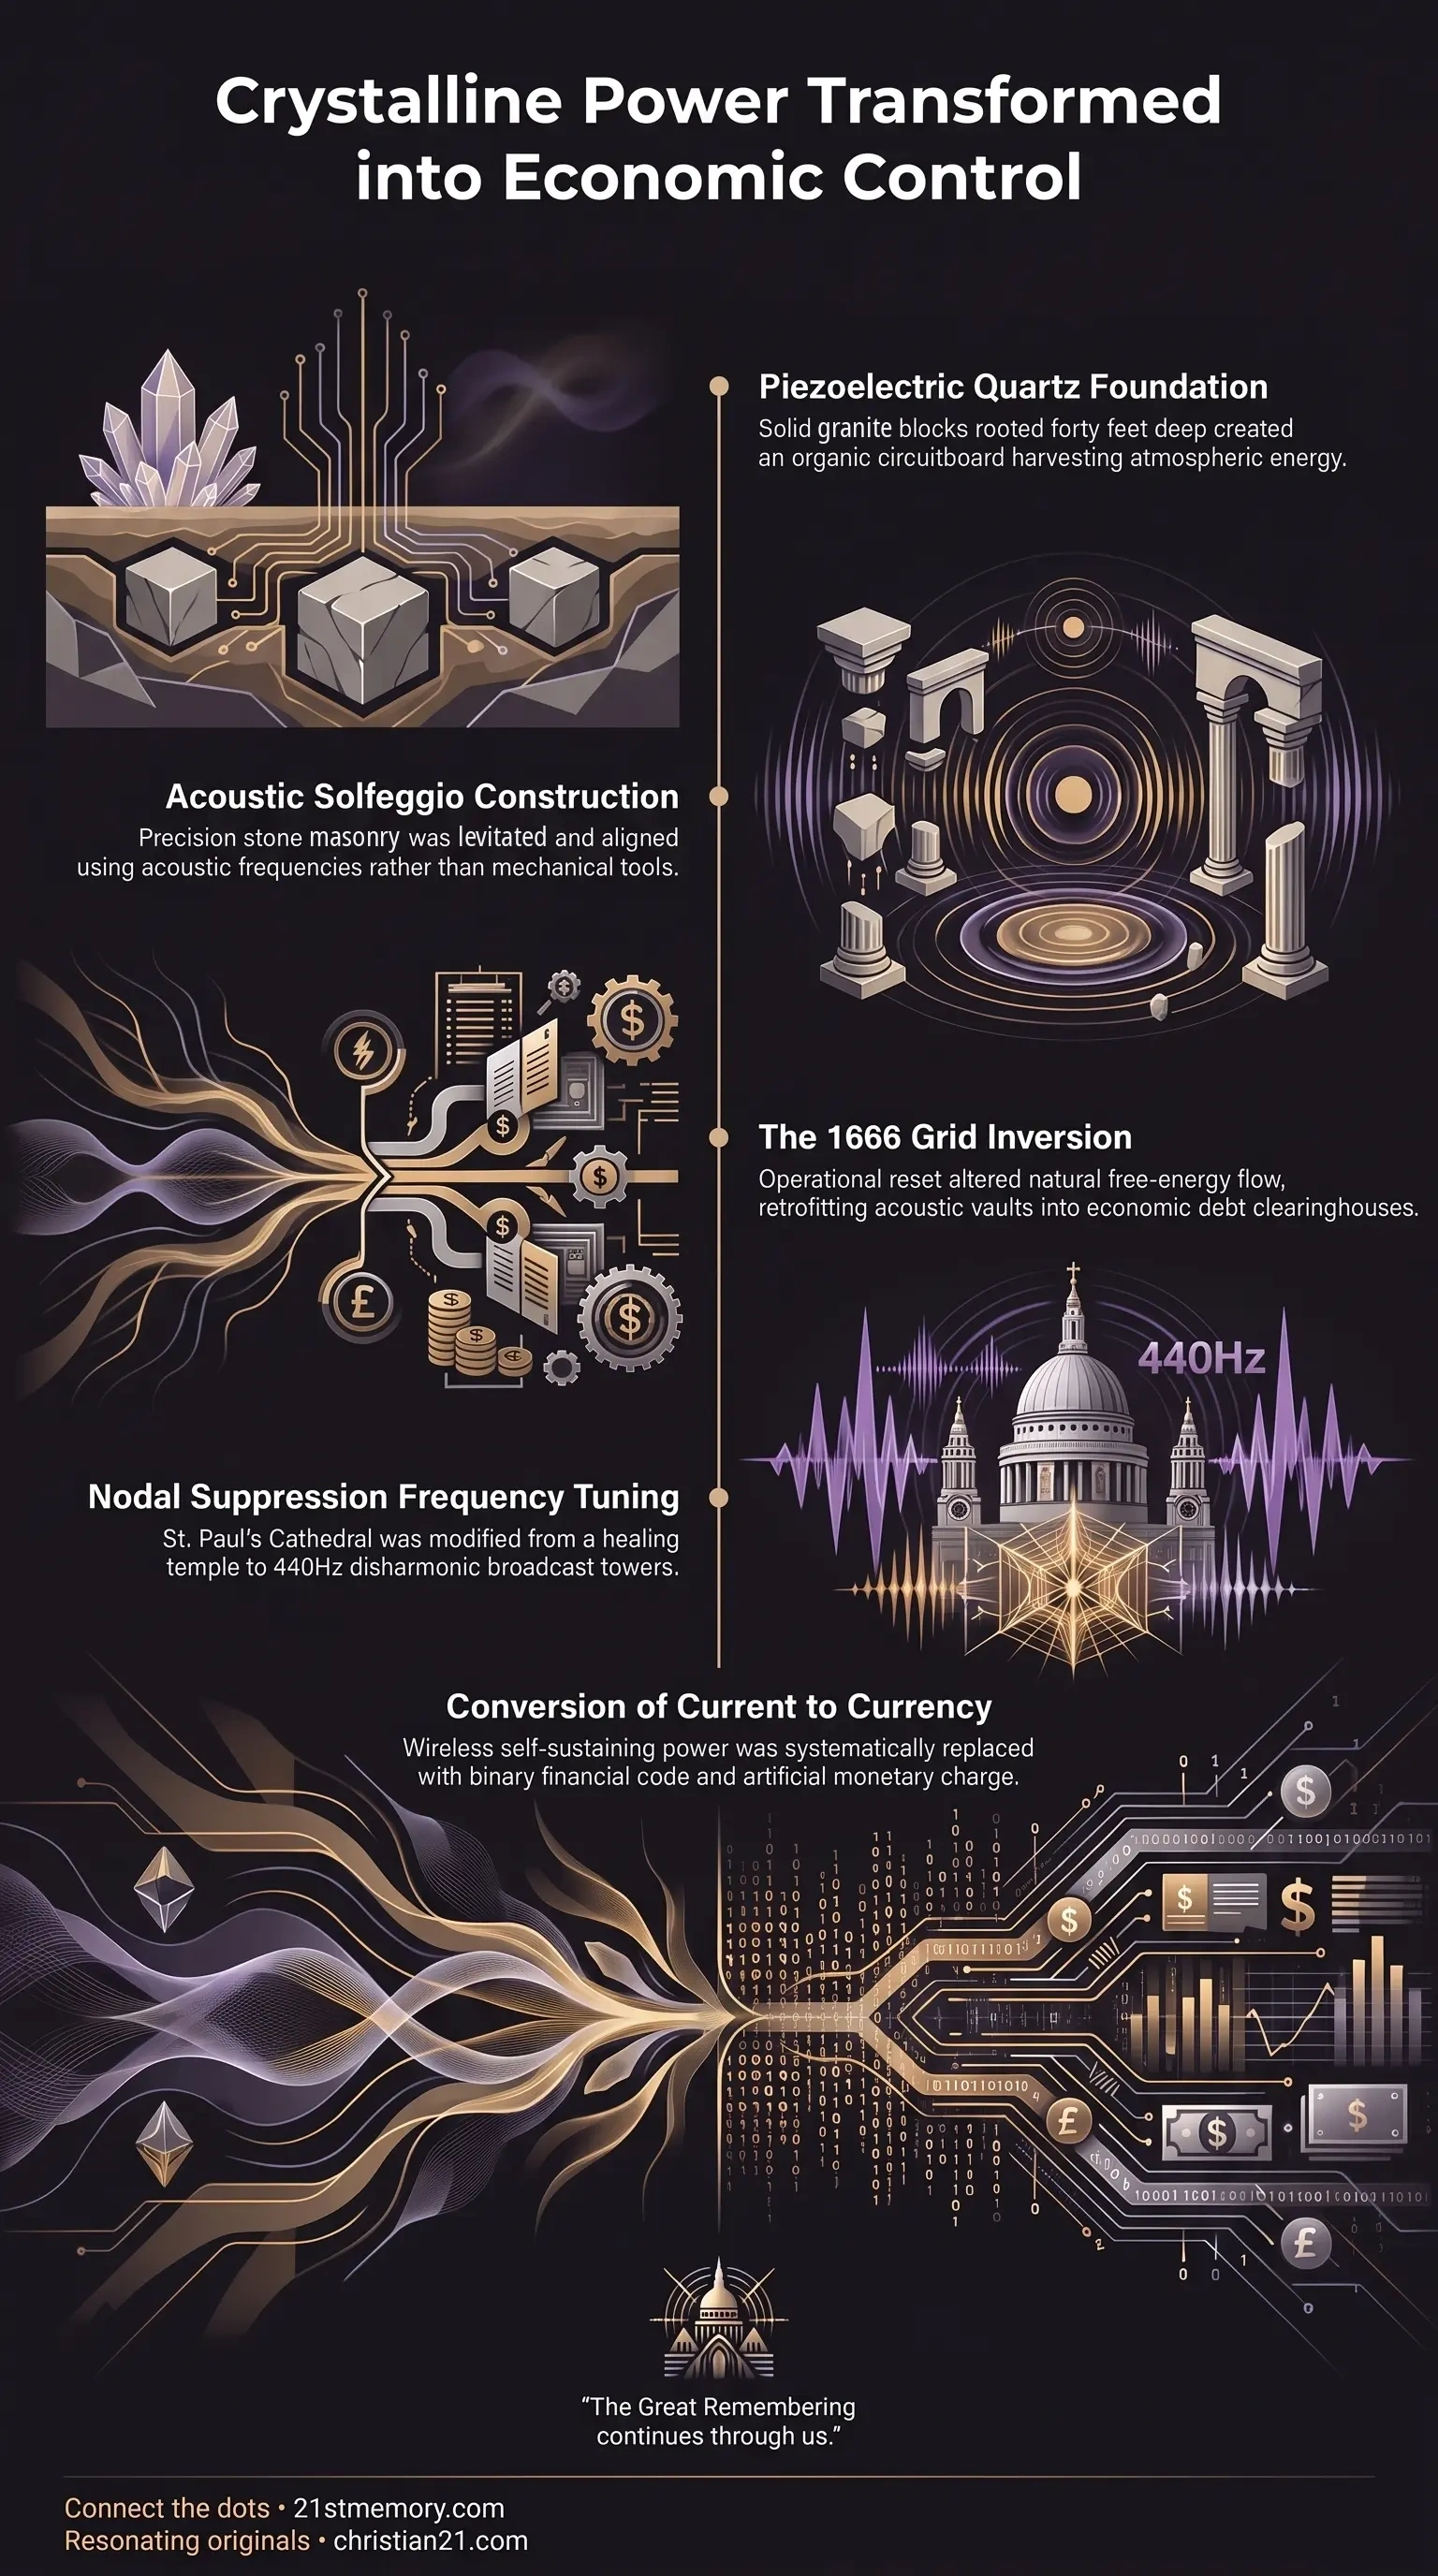 Crystalline Power Transformed
into Economic Control
Piezoelectric Quartz Foundation
Solid granite blocks rooted forty feet deep created
an organic circuitboard harvesting atmospheric energy.
Acoustic Solfeggio Construction
Precision stone masonry was levitated and aligned
using acoustic frequencies rather than mechanical tools.
The 1666 Grid Inversion
Operational reset altered natural free-energy flow,
retrofitting acoustic vaults into economic debt clearinghouses.
440Hz
Nodal Suppression Frequency Tuning
St. Paul's Cathedral was modified from a healing
temple to 440Hz disharmonic broadcast towers.
Conversion of Current to Currency
Wireless self-sustaining power was systematically replaced
with binary financial code and artificial monetary charge.
"The Great Remembering
continues through us."
Connect the dots • 21stmemory.com
Resonating originals • christian21.com